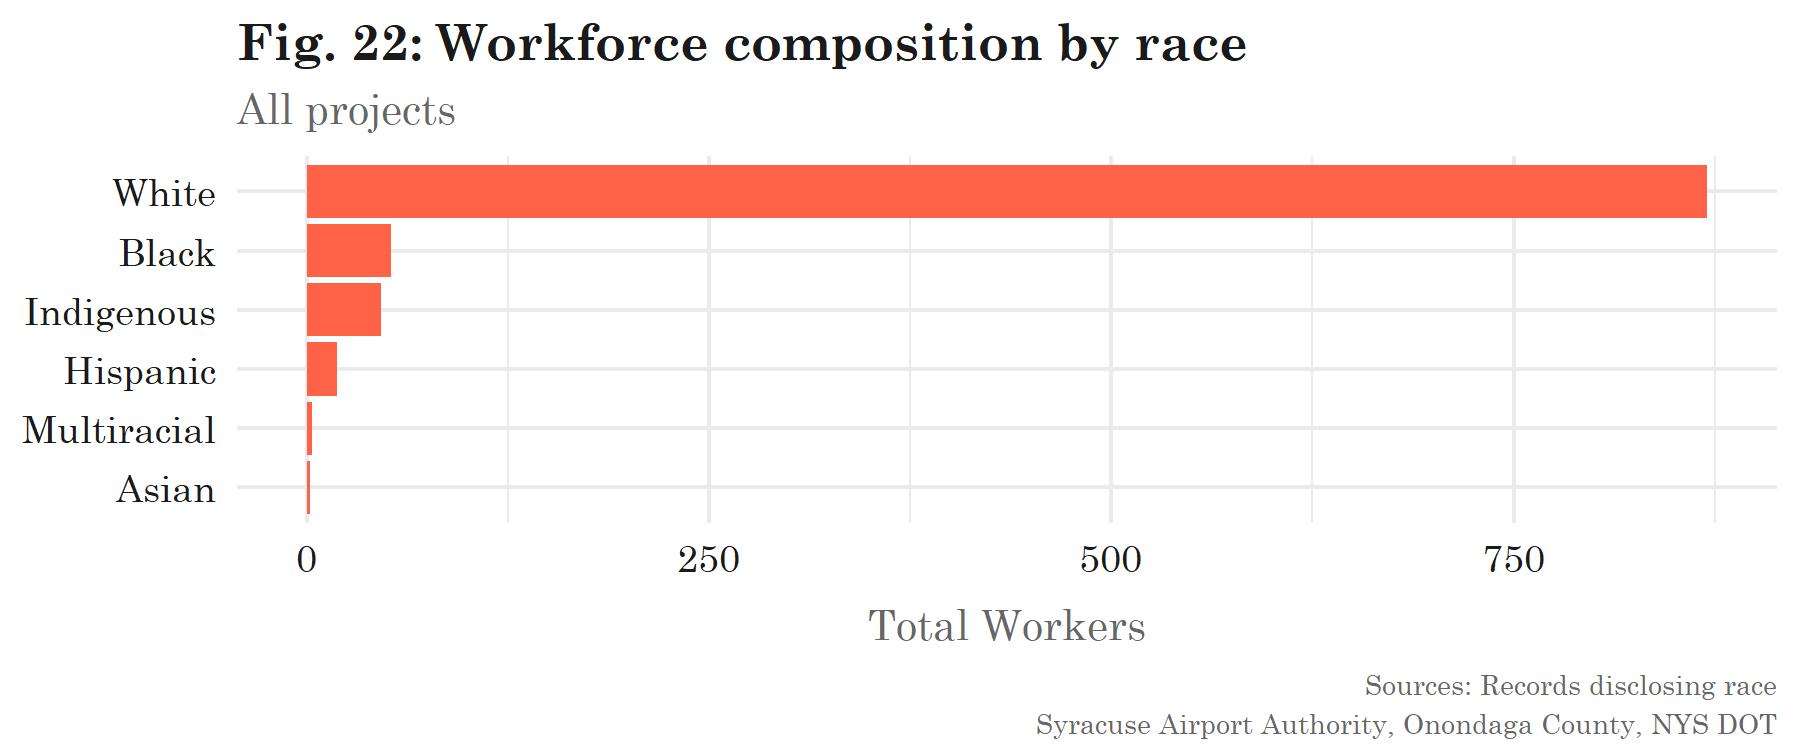 Fig. 22: Workforce composition by race
All projects
White
Black
Indigenous
Hispanic
Multiracial
Asian
0 250 500 750
Total Workers
Sources: Records disclosing race
Syracuse Airport Authority, Onondaga County, NYS DOT